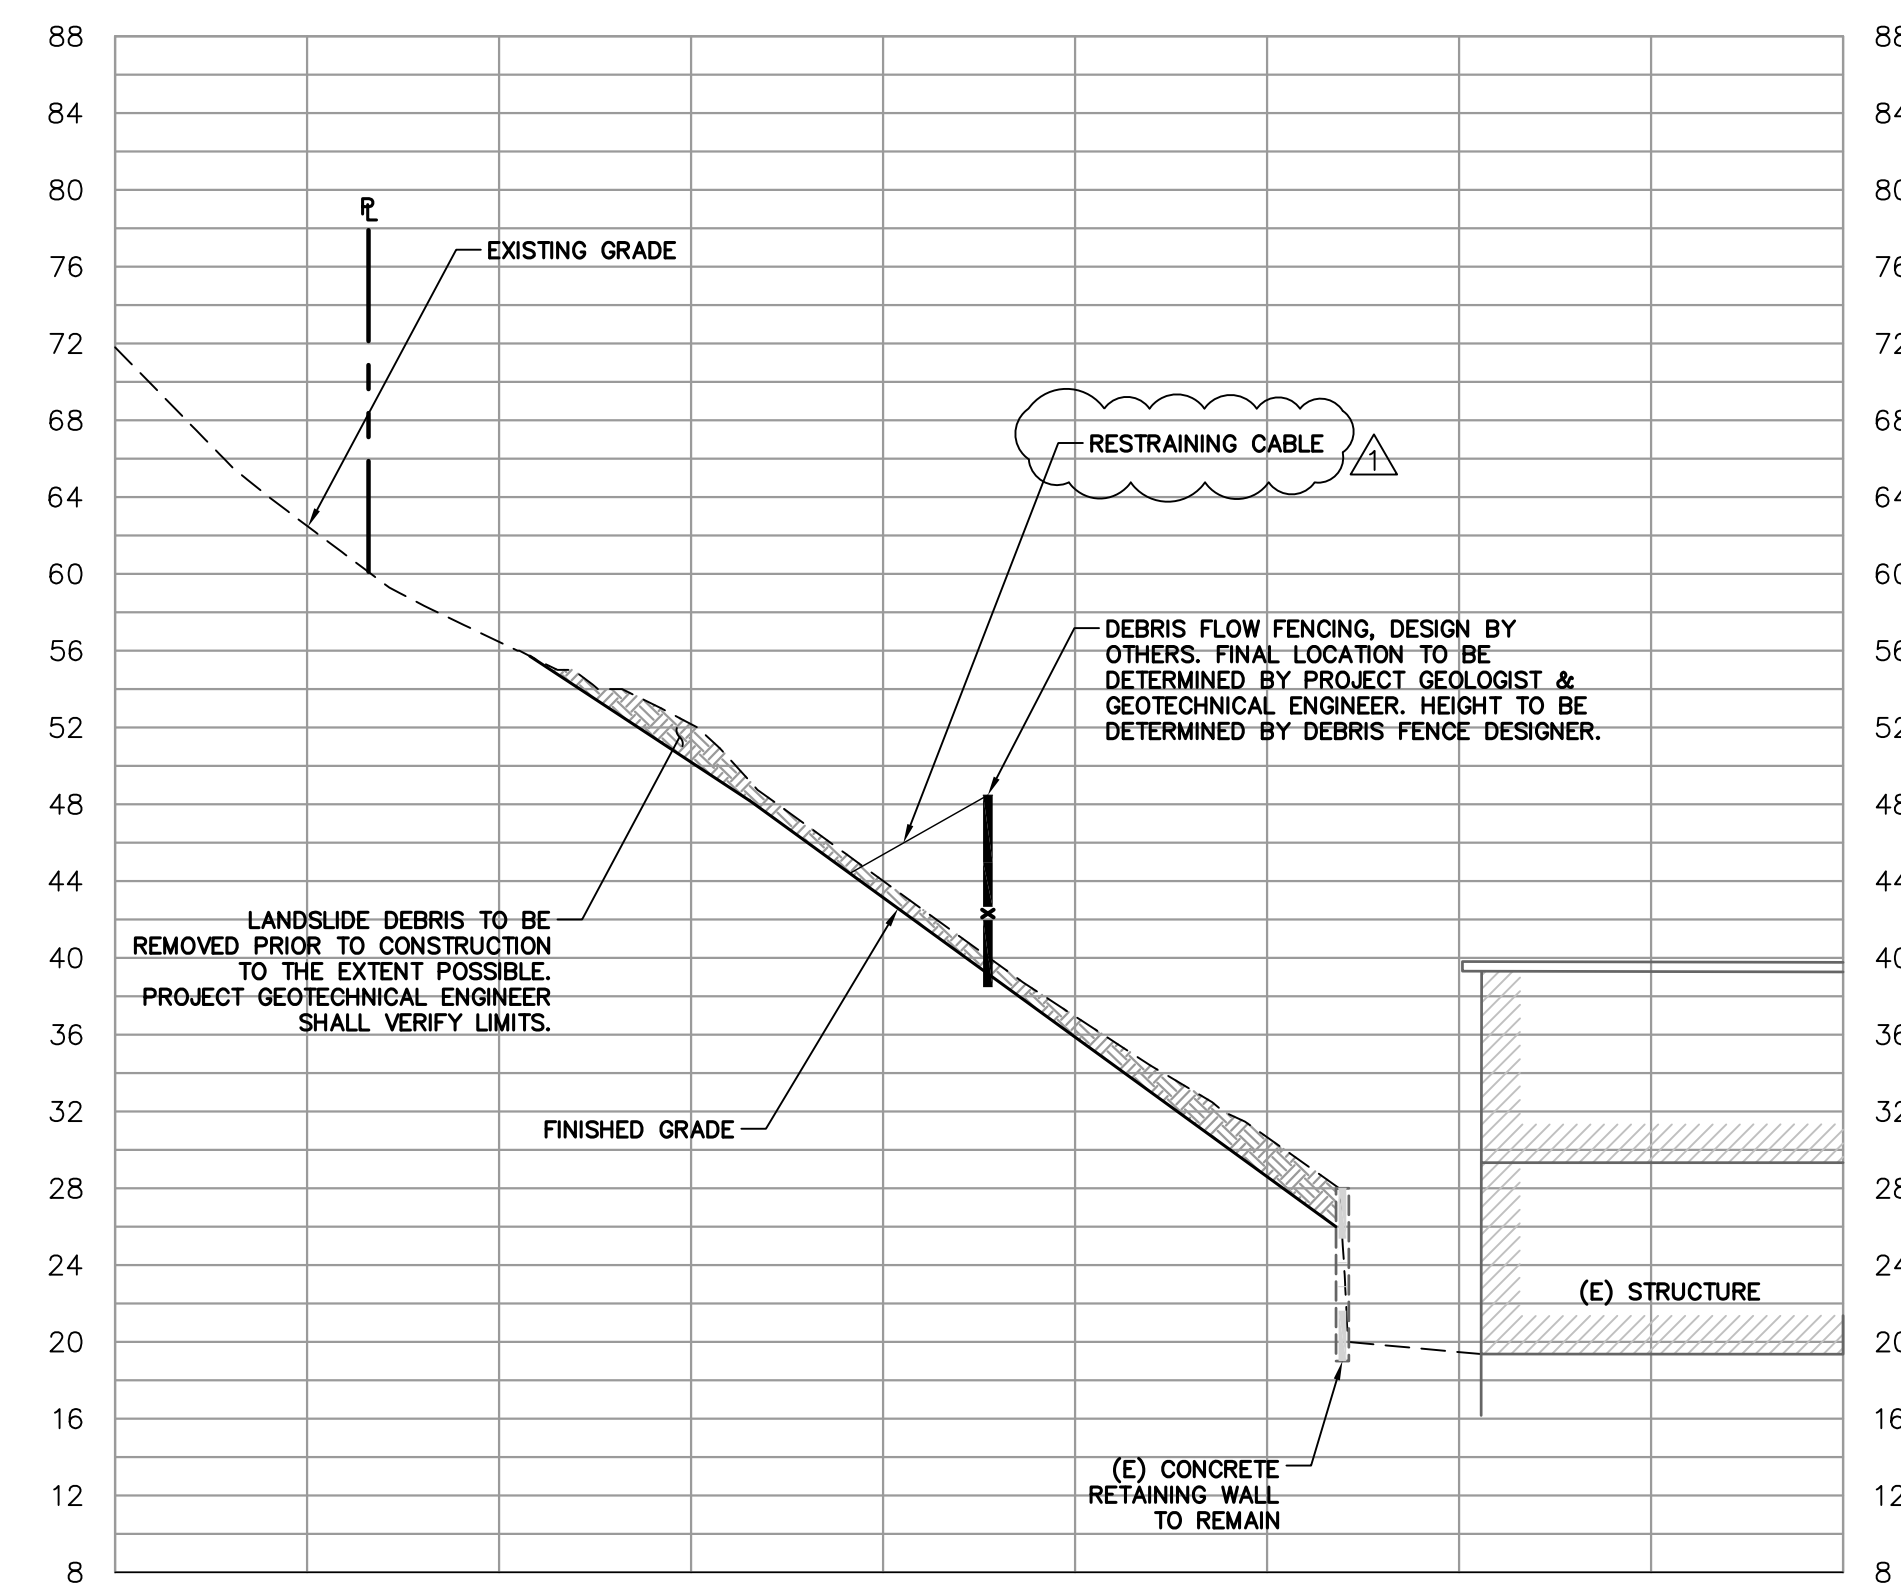 88
84
80
76
72
68
64
60
56
52
48
44
40
36
32
28
24
20
16
12
8
PL
EXISTING GRADE
RESTRAINING CABLE
1
DEBRIS FLOW FENCING, DESIGN BY
OTHERS. FINAL LOCATION TO BE
DETERMINED BY PROJECT GEOLOGIST &
GEOTECHNICAL ENGINEER. HEIGHT TO BE
DETERMINED BY DEBRIS FENCE DESIGNER.
LANDSLIDE DEBRIS TO BE
REMOVED PRIOR TO CONSTRUCTION
TO THE EXTENT POSSIBLE.
PROJECT GEOTECHNICAL ENGINEER
SHALL VERIFY LIMITS.
FINISHED GRADE
(E) STRUCTURE
(E) CONCRETE
RETAINING WALL
TO REMAIN
88
84
80
76
72
68
64
60
56
52
48
44
40
36
32
28
24
20
16
12
8